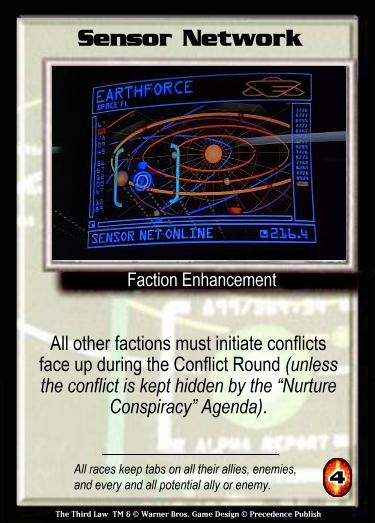 Sensor Network
EARTHFORCE
SPACE FL
SENSOR NET ONLINE
216.4
Faction Enhancement
All other factions must initiate conflicts
face up during the Conflict Round (unless
the conflict is kept hidden by the “Nurture
Conspiracy” Agenda).
All races keep tabs on all their allies, enemies,
and every and all potential ally or enemy.
4
ALPHA REPORT
The Third Law TM & © Warner Bros. Game Design © Precedence Publish